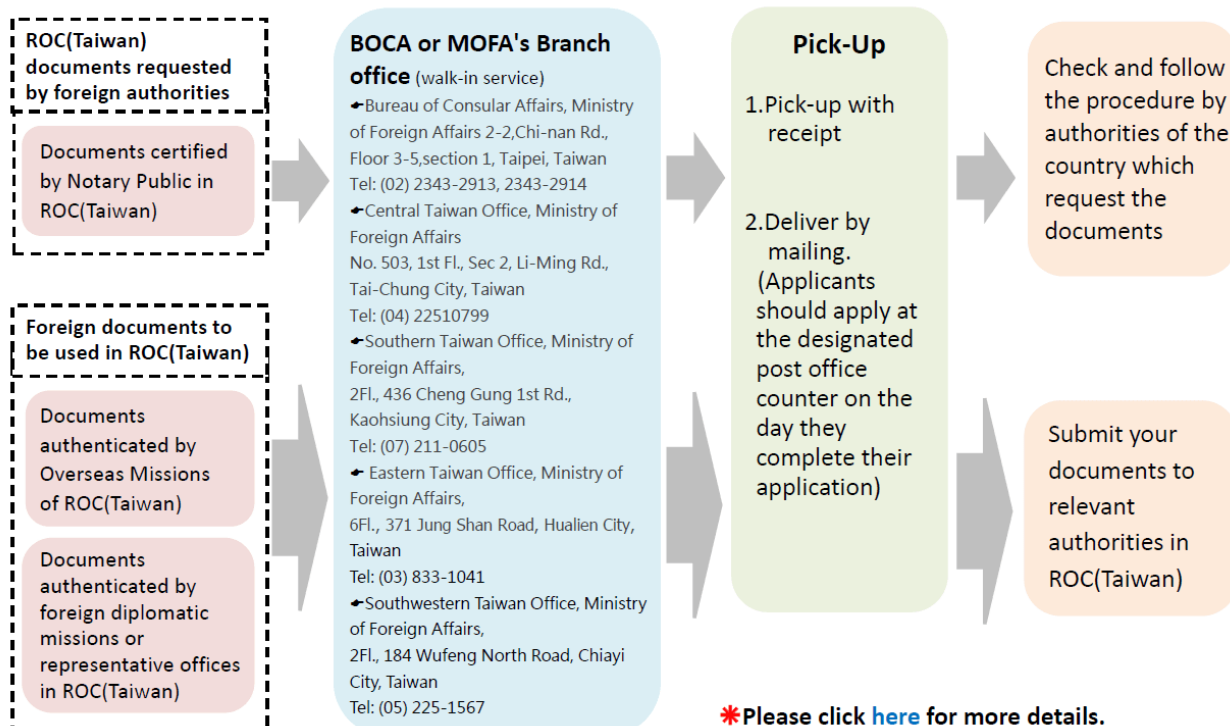 ROC(Taiwan)
documents requested
by foreign authorities
Documents certified
by Notary Public in
ROC(Taiwan)
Foreign documents to
be used in ROC(Taiwan)
Documents
authenticated by
Overseas Missions
of ROC(Taiwan)
Documents
authenticated by
foreign diplomatic
missions or
representative offices
in ROC(Taiwan)
BOCA or MOFA's Branch
office (walk-in service)
Bureau of Consular Affairs, Ministry
of Foreign Affairs 2-2,Chi-nan Rd.,
Floor 3-5,section 1, Taipei, Taiwan
Tel: (02) 2343-2913, 2343-2914
Central Taiwan Office, Ministry of
Foreign Affairs
No. 503, 1st Fl., Sec 2, Li-Ming Rd.,
Tai-Chung City, Taiwan
Tel: (04) 22510799
Southern Taiwan Office, Ministry of
Foreign Affairs,
2Fl., 436 Cheng Gung 1st Rd.,
Kaohsiung City, Taiwan
Tel: (07) 211-0605
Eastern Taiwan Office, Ministry of
Foreign Affairs,
6Fl., 371 Jung Shan Road, Hualien City,
Taiwan
Tel: (03) 833-1041
Southwestern Taiwan Office, Ministry
of Foreign Affairs,
2Fl., 184 Wufeng North Road, Chiayi
City, Taiwan
Tel: (05) 225-1567
Pick-Up
1.Pick-up with
receipt
2.Deliver by
mailing.
(Applicants
should apply at
the designated
post office
counter on the
day they
complete their
application)
Check and follow
the procedure by
authorities of the
country which
request the
documents
Submit your
documents to
relevant
authorities in
ROC(Taiwan)
*Please click here for more details.